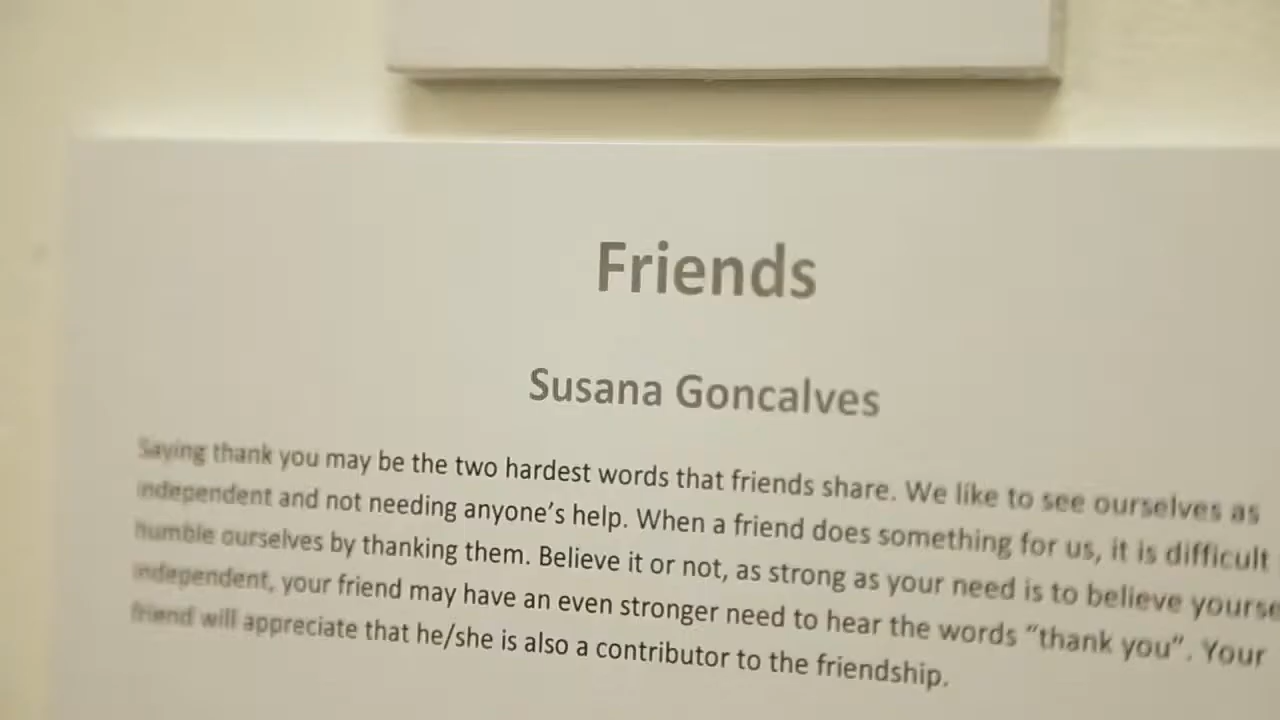 Friends
Susana Goncalves
Saying thank you may be the two hardest words that friends share. We like to see ourselves as
independent and not needing anyone’s help. When a friend does something for us, it is difficult
humble ourselves by thanking them. Believe it or not, as strong as your need is to believe yourse
independent, your friend may have an even stronger need to hear the words “thank you”. Your
friend will appreciate that he/she is also a contributor to the friendship.